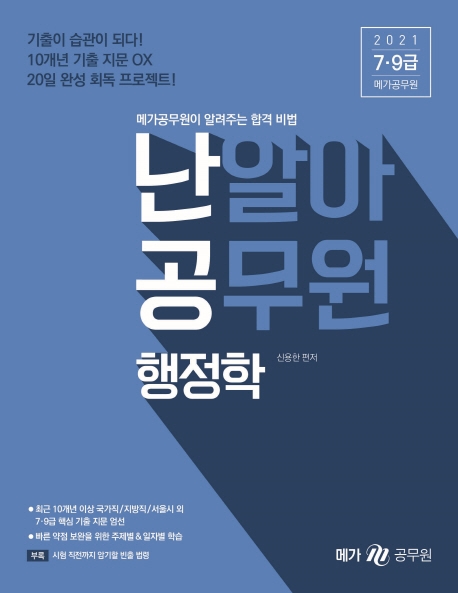 기출이 습관이 되다!
10개년 기출 지문 OX
20일 완성 회독 프로젝트!
2021
7·9급
메가공무원
메가공무원이 알려주는 합격 비법
난알아
공무원
행정학
신용한 편저
● 최근 10개년 이상 국가직/지방직/서울시 외
7·9급 핵심 기출 지문 엄선
● 빠른 약점 보완을 위한 주제별&일자별 학습
부록 시험 직전까지 암기할 빈출 법령
메가 공무원